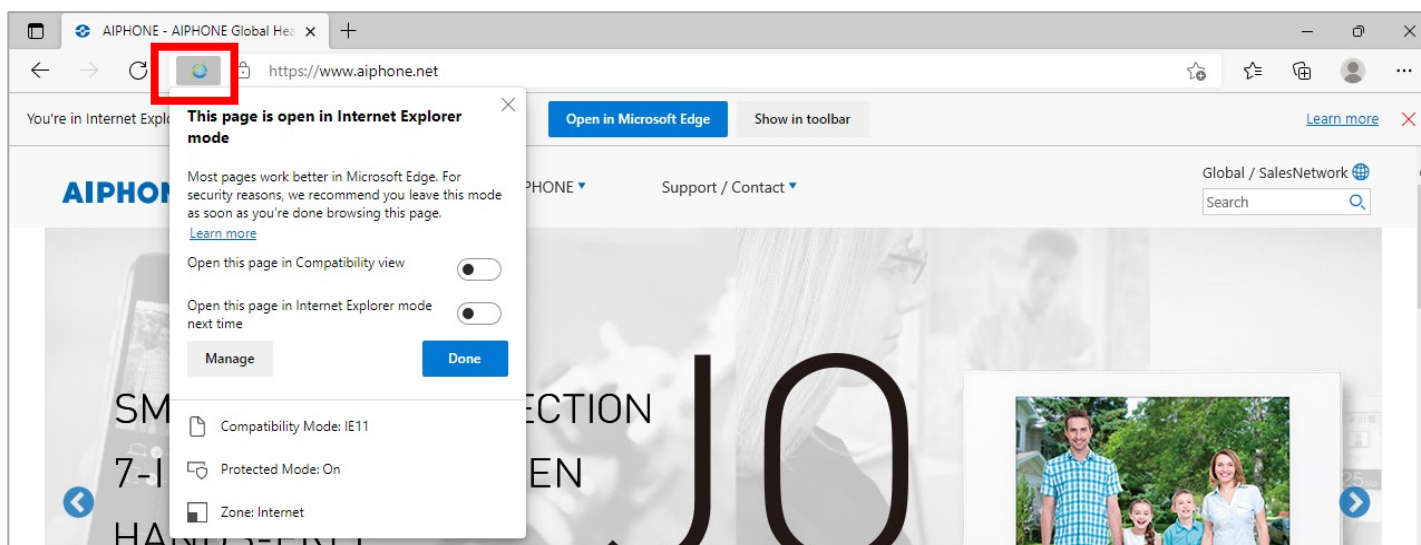 AIPHONE - AIPHONE Global Hea
https://www.aiphone.net
You're in Internet Explo
Open in Microsoft Edge
Show in toolbar
Learn more
This page is open in Internet Explorer
mode
Most pages work better in Microsoft Edge. For
security reasons, we recommend you leave this mode
as soon as you're done browsing this page.
Learn more
Open this page in Compatibility view
Open this page in Internet Explorer mode
next time
Manage
Done
Compatibility Mode: IE11
Protected Mode: On
Zone: Internet
AIPHON
PHONE
Support / Contact
Global / SalesNetwork
Search
SM
ECTION
7-I
EN
JO
25